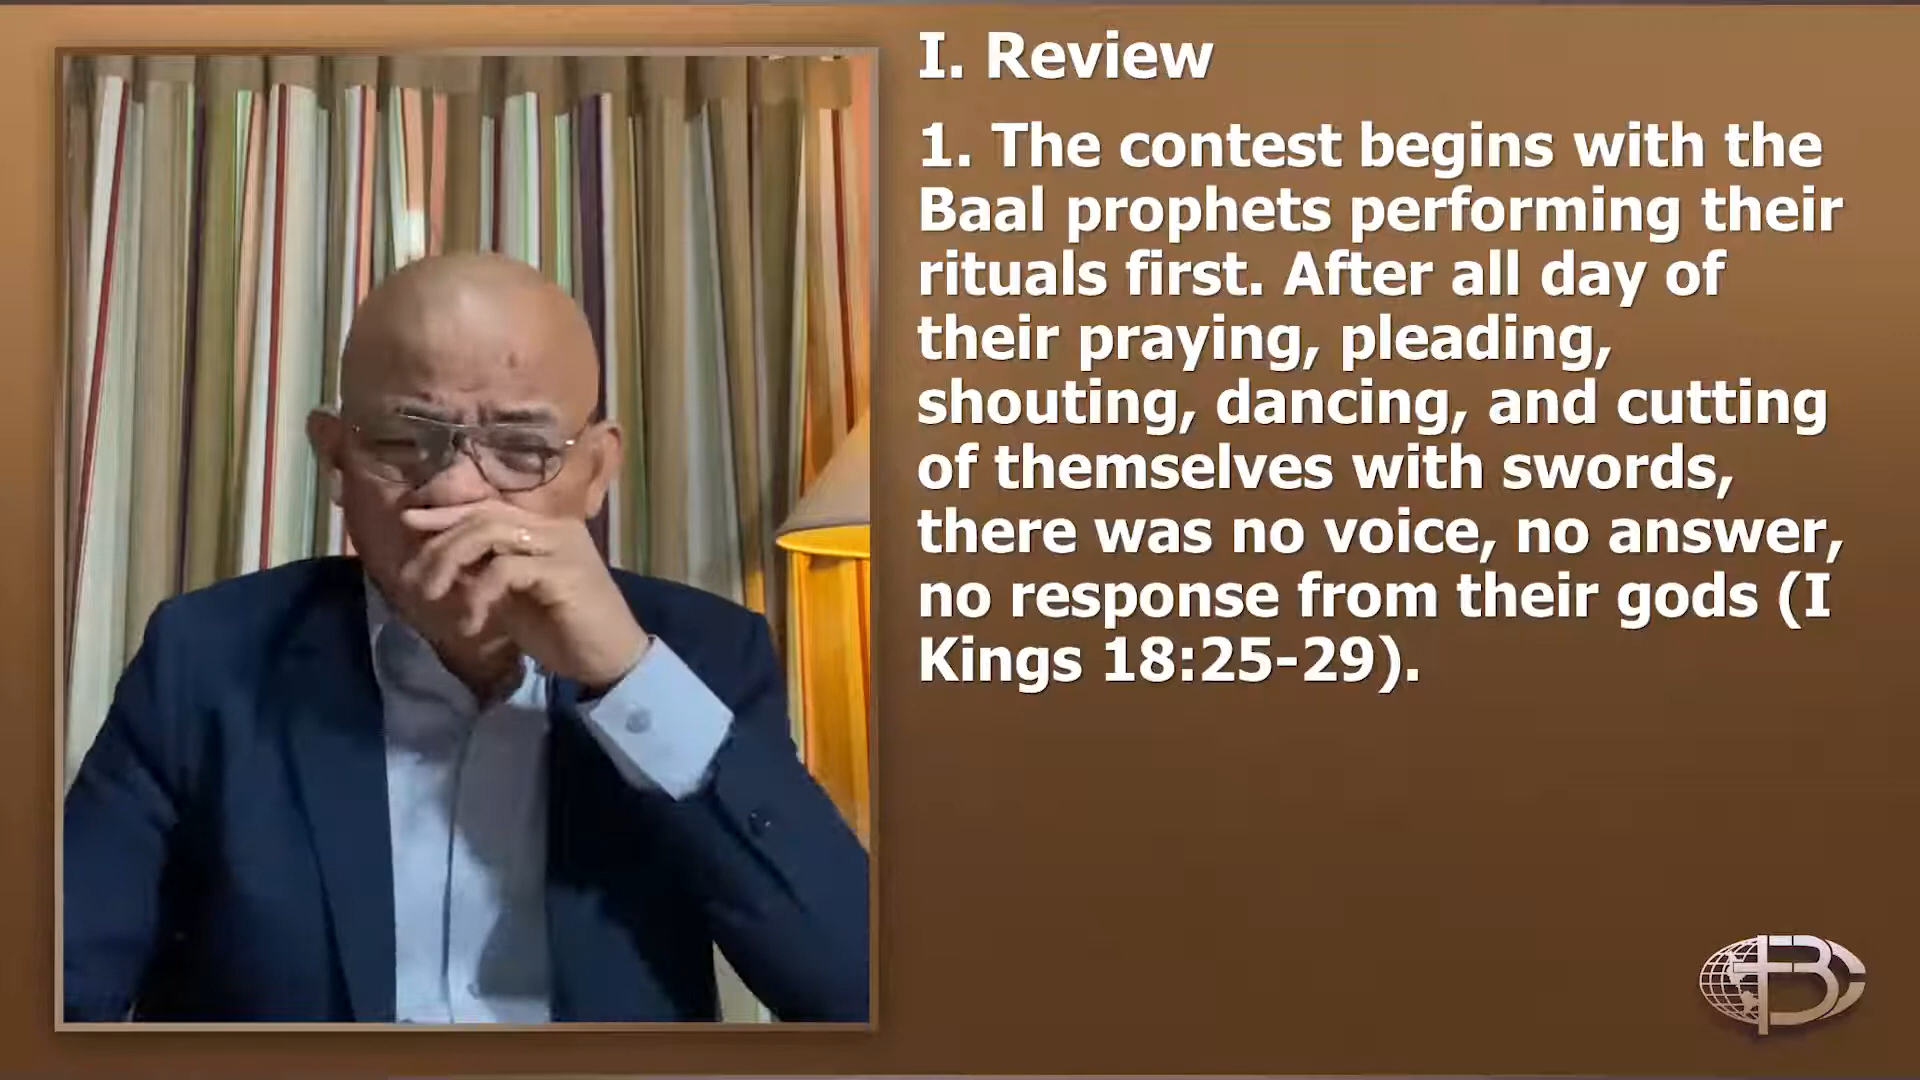 I. Review
1. The contest begins with the
Baal prophets performing their
rituals first. After all day of
their praying, pleading,
shouting, dancing, and cutting
of themselves with swords,
there was no voice, no answer,
no response from their gods (I
Kings 18:25-29).
FBC